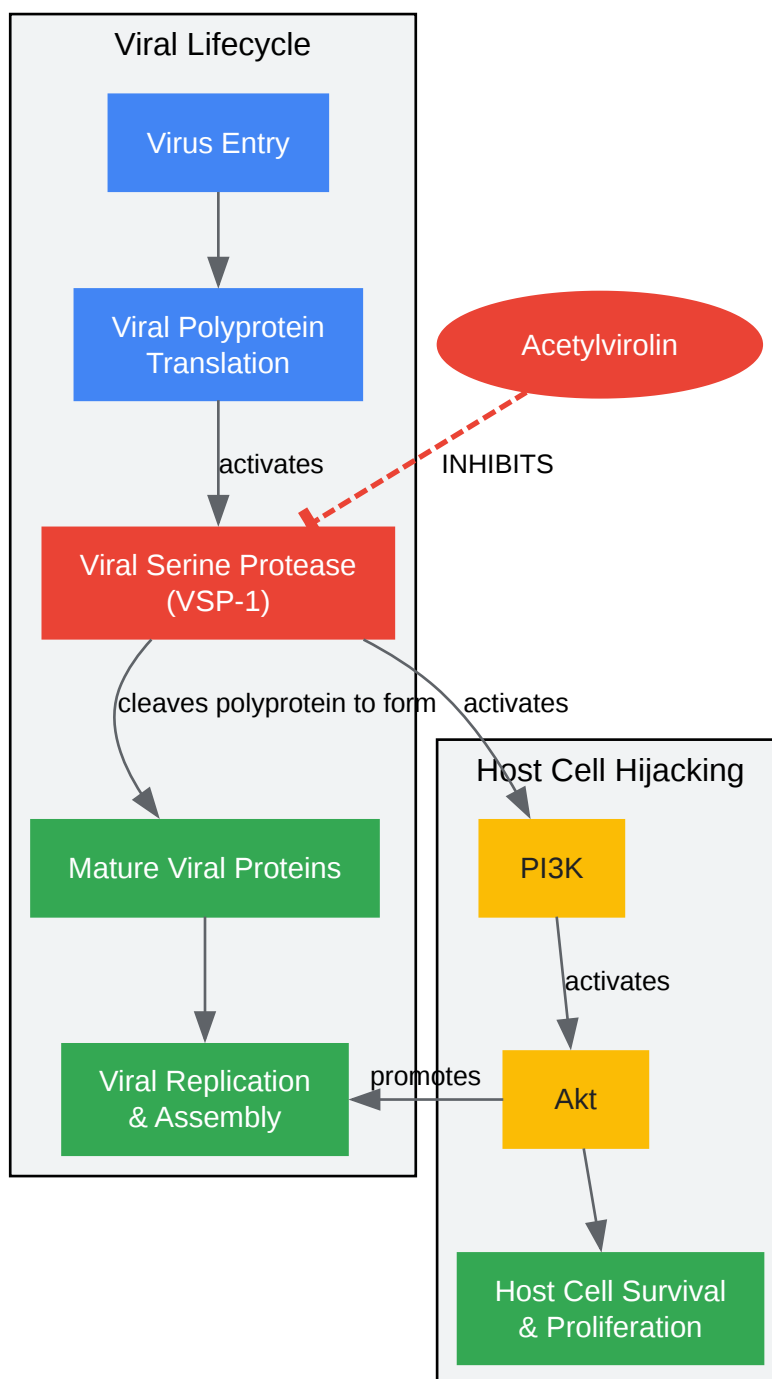 Viral Lifecycle
Virus Entry
Viral Polyprotein
Translation
Acetylvirolin
activates
INHIBITS
Viral Serine Protease
(VSP-1)
cleaves polyprotein to form
activates
Host Cell Hijacking
Mature Viral Proteins
PI3K
activates
Viral Replication
& Assembly
promotes
Akt
Host Cell Survival
& Proliferation